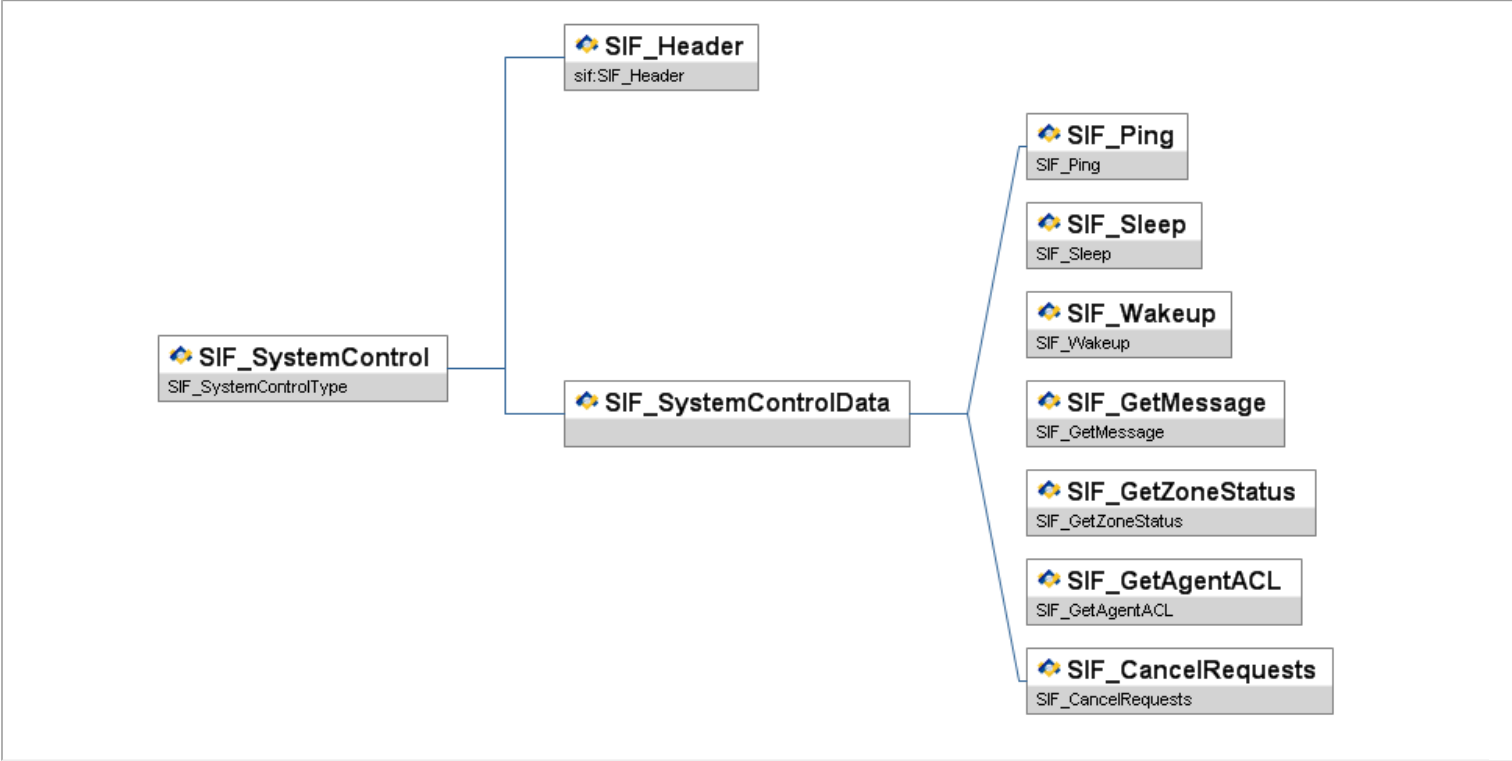 SIF_Header
sif:SIF_Header
SIF_Ping
SIF_Ping
SIF_Sleep
SIF_Sleep
SIF_Wakeup
SIF_Wakeup
SIF_SystemControl
SIF_SystemControlType
SIF_SystemControlData
SIF_GetMessage
SIF_GetMessage
SIF_GetZoneStatus
SIF_GetZoneStatus
SIF_GetAgentACL
SIF_GetAgentACL
SIF_CancelRequests
SIF_CancelRequests